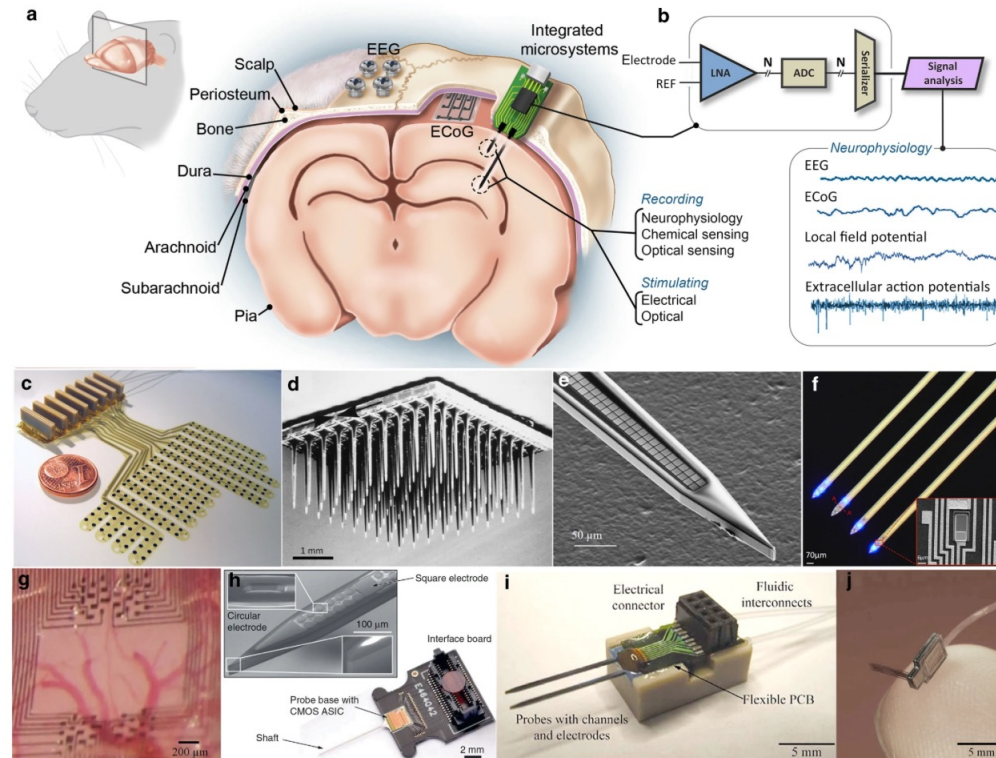 a
EEG
Integrated
microsystems
Scalp
Periosteum
Bone
ECoG
Dura
Arachnoid
Subarachnoid
Pia
Recording
Neurophysiology
Chemical sensing
Optical sensing
Stimulating
Electrical
Optical
b
Electrode
REF
LNA
N
ADC
N
Serializer
Signal
analysis
Neurophysiology
EEG
ECoG
Local field potential
Extracellular action potentials
c
d
1 mm
e
50 µm
f
70µm
g
200 µm
h
Square electrode
Circular
electrode
100 µm
Interface board
Probe base with
CMOS ASIC
Shaft
E464042
2 mm
i
Electrical
connector
Fluidic
interconnects
Flexible PCB
Probes with channels
and electrodes
5 mm
j
5 mm